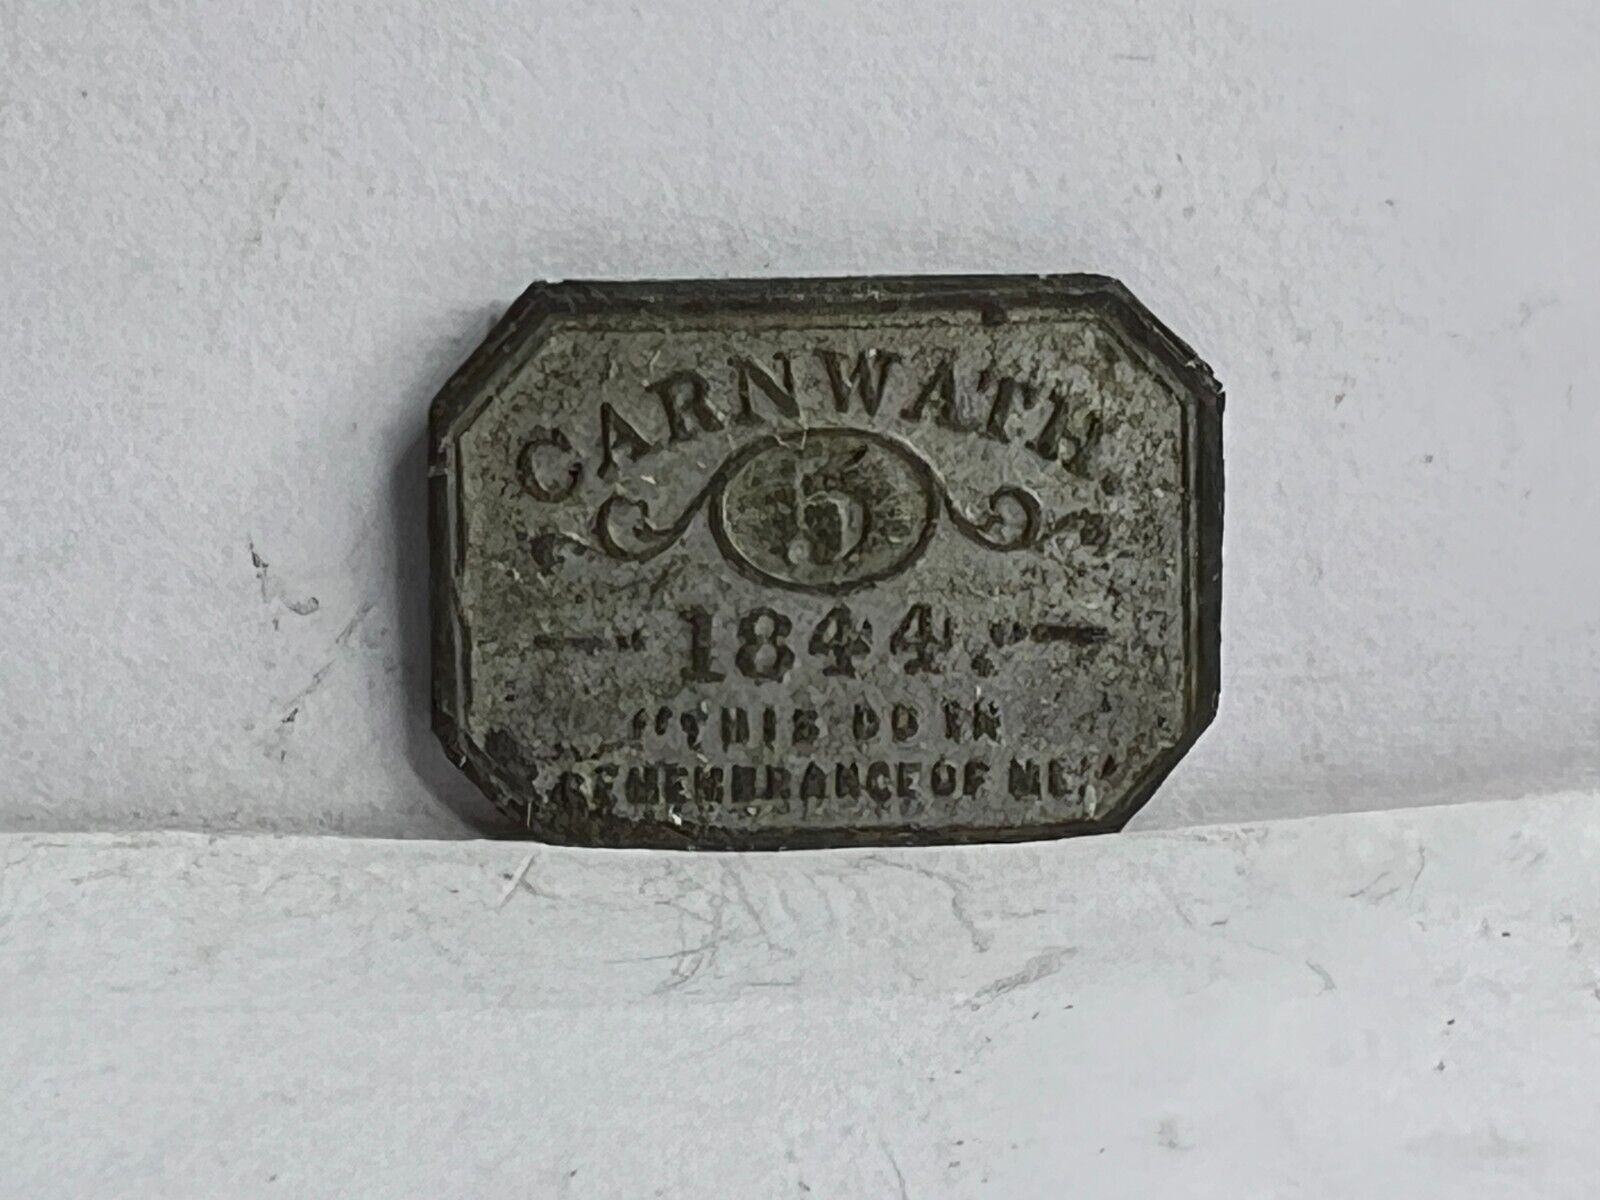 CARNWATH.
5
1844.
"THIS DO IN
REMEMBRANCE OF ME"